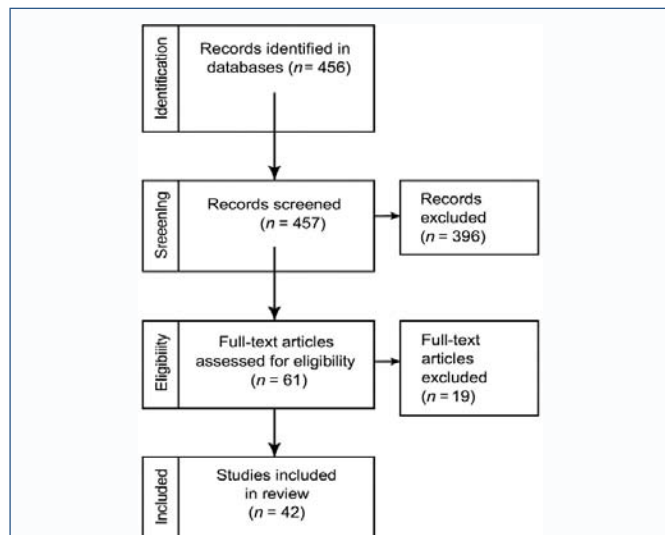 Identification
Records identified in
databases (n = 456)
Sreeening
Records screened
(n = 457)
Records
excluded
(n = 396)
Eligibility
Full-text articles
assessed for eligibility
(n = 61)
Full-text
articles
excluded
(n = 19)
Included
Studies included
in review
(n = 42)